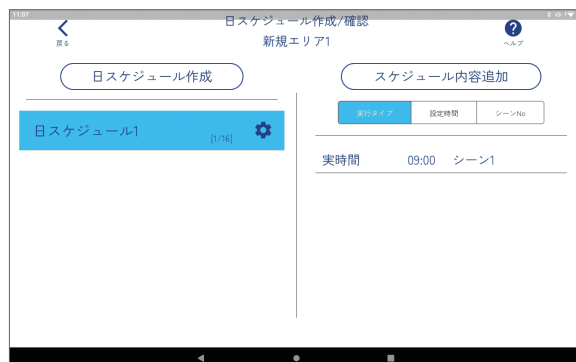 11:07
日スケジュール作成/確認
戻る
新規エリア1
ヘルプ
日スケジュール作成
スケジュール内容追加
実行タイプ
設定時間
シーンNo
日スケジュール1
[1/16]
実時間 09:00 シーン1